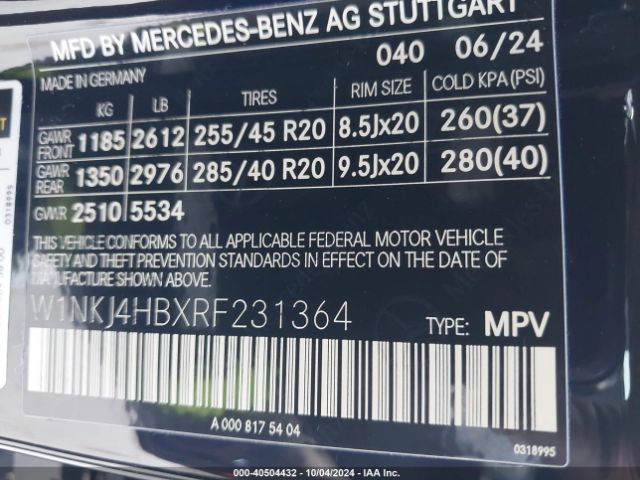 MFD BY MERCEDES-BENZ AG STUTTGART
040 06/24
MADE IN GERMANY
KG LB TIRES RIM SIZE COLD KPA(PSI)
GAWR FRONT 1185 2612 255/45 R20 8.5Jx20 260(37)
GAWR REAR 1350 2976 285/40 R20 9.5Jx20 280(40)
GVWR 2510 5534
THIS VEHICLE CONFORMS TO ALL APPLICABLE FEDERAL MOTOR VEHICLE
SAFETY AND THEFT PREVENTION STANDARDS IN EFFECT ON THE DATE OF
MANUFACTURE SHOWN ABOVE.
W1NKJ4HBXRF231364 TYPE: MPV
A 000 817 54 04
0318995
0318995
000-40504432 - 10/04/2024 - IAA Inc.